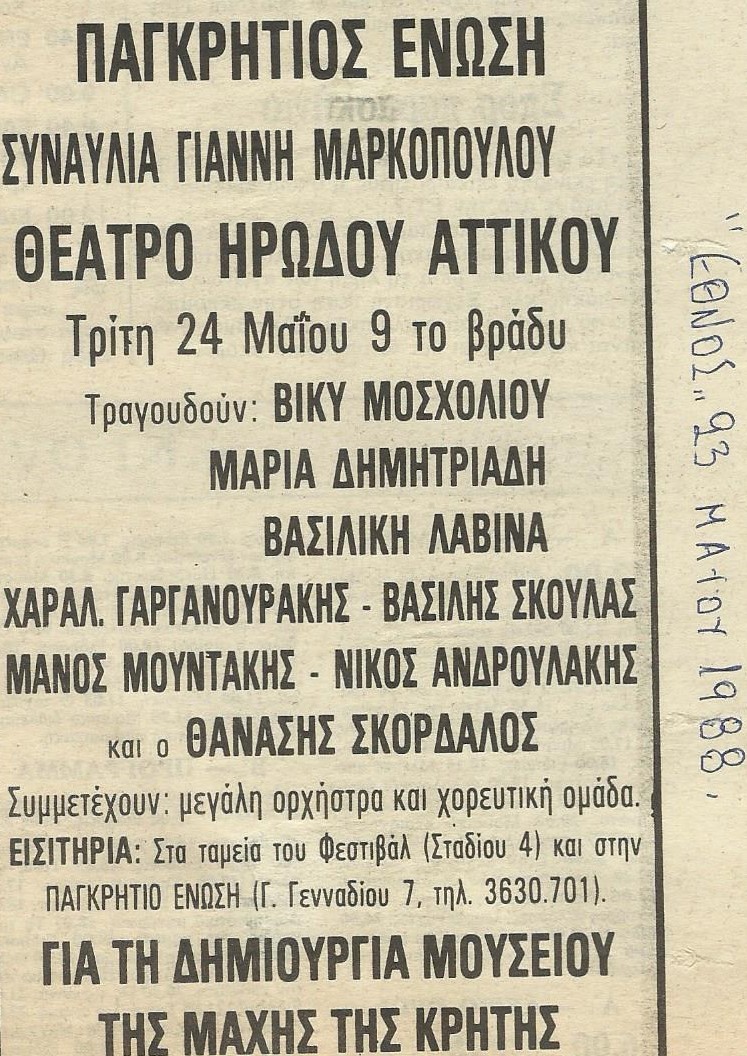 ΠΑΓΚΡΗΤΙΟΣ ΕΝΩΣΗ
ΣΥΝΑΥΛΙΑ ΓΙΑΝΝΗ ΜΑΡΚΟΠΟΥΛΟΥ
ΘΕΑΤΡΟ ΗΡΩΔΟΥ ΑΤΤΙΚΟΥ
Τρίτη 24 Μαΐου 9 το βράδυ
Τραγουδούν: ΒΙΚΥ ΜΟΣΧΟΛΙΟΥ
ΜΑΡΙΑ ΔΗΜΗΤΡΙΑΔΗ
ΒΑΣΙΛΙΚΗ ΛΑΒΙΝΑ
ΧΑΡΑΛ. ΓΑΡΓΑΝΟΥΡΑΚΗΣ - ΒΑΣΙΛΗΣ ΣΚΟΥΛΑΣ
ΜΑΝΟΣ ΜΟΥΝΤΑΚΗΣ - ΝΙΚΟΣ ΑΝΔΡΟΥΛΑΚΗΣ
και ο ΘΑΝΑΣΗΣ ΣΚΟΡΔΑΛΟΣ
Συμμετέχουν: μεγάλη ορχήστρα και χορευτική ομάδα.
ΕΙΣΙΤΗΡΙΑ: Στα ταμεία του Φεστιβάλ (Σταδίου 4) και στην
ΠΑΓΚΡΗΤΙΟ ΕΝΩΣΗ (Γ. Γενναδίου 7, τηλ. 3630.701).
ΓΙΑ ΤΗ ΔΗΜΙΟΥΡΓΙΑ ΜΟΥΣΕΙΟΥ
ΤΗΣ ΜΑΧΗΣ ΤΗΣ ΚΡΗΤΗΣ
"ΕΘΝΟΣ" 23 ΜΑΙΟΥ 1988.